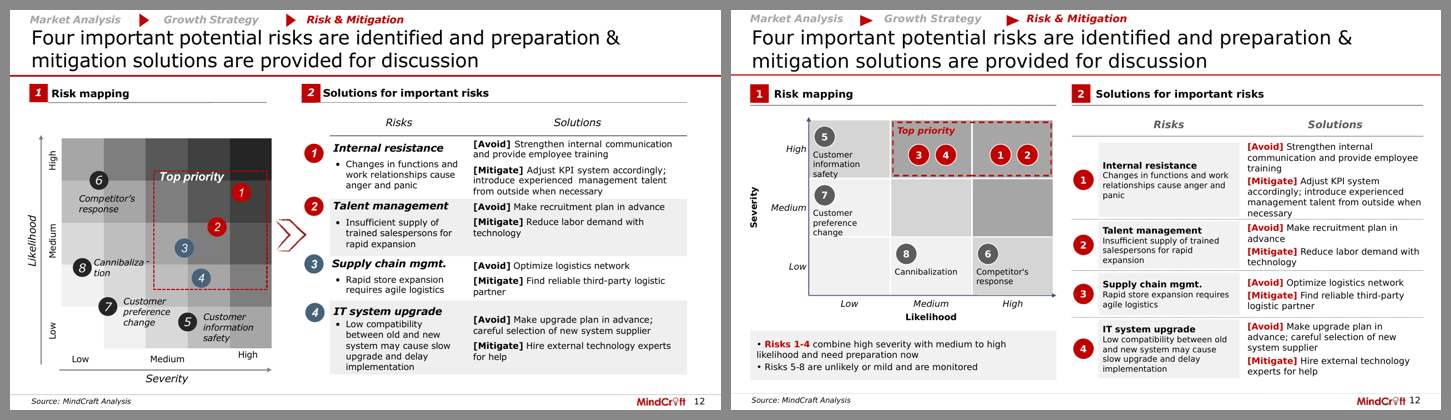 Market Analysis Growth Strategy Risk & Mitigation
Four important potential risks are identified and preparation &
mitigation solutions are provided for discussion
1 Risk mapping
Likelihood
High
Medium
Low
Top priority
1
6
Competitor's
response
2
3
8 Cannibaliza-
tion
4
7 Customer
preference
change
5 Customer
information
safety
Low Medium High
Severity
2 Solutions for important risks
Risks Solutions
1 Internal resistance
• Changes in functions and
work relationships cause
anger and panic
[Avoid] Strengthen internal communication
and provide employee training
[Mitigate] Adjust KPI system accordingly;
introduce experienced management talent
from outside when necessary
2 Talent management
• Insufficient supply of
trained salespersons for
rapid expansion
[Avoid] Make recruitment plan in advance
[Mitigate] Reduce labor demand with
technology
3 Supply chain mgmt.
• Rapid store expansion
requires agile logistics
[Avoid] Optimize logistics network
[Mitigate] Find reliable third-party logistic
partner
4 IT system upgrade
• Low compatibility
between old and new
system may cause slow
upgrade and delay
implementation
[Avoid] Make upgrade plan in advance;
careful selection of new system supplier
[Mitigate] Hire external technology experts
for help
Source: MindCraft Analysis
MindCraft 12
Market Analysis Growth Strategy Risk & Mitigation
Four important potential risks are identified and preparation &
mitigation solutions are provided for discussion
1 Risk mapping
Severity
High
Medium
Low
5
Customer
information
safety
Top priority
3 4 1 2
7
Customer
preference
change
8
Cannibalization
6
Competitor's
response
Low Medium High
Likelihood
• Risks 1-4 combine high severity with medium to high
likelihood and need preparation now
• Risks 5-8 are unlikely or mild and are monitored
2 Solutions for important risks
Risks Solutions
1
Internal resistance
Changes in functions and work
relationships cause anger and
panic
[Avoid] Strengthen internal
communication and provide employee
training
[Mitigate] Adjust KPI system
accordingly; introduce experienced
management talent from outside when
necessary
2
Talent management
Insufficient supply of trained
salespersons for rapid
expansion
[Avoid] Make recruitment plan in
advance
[Mitigate] Reduce labor demand with
technology
3
Supply chain mgmt.
Rapid store expansion requires
agile logistics
[Avoid] Optimize logistics network
[Mitigate] Find reliable third-party
logistic partner
4
IT system upgrade
Low compatibility between old
and new system may cause
slow upgrade and delay
implementation
[Avoid] Make upgrade plan in
advance; careful selection of new
system supplier
[Mitigate] Hire external technology
experts for help
Source: MindCraft Analysis
MindCraft 12